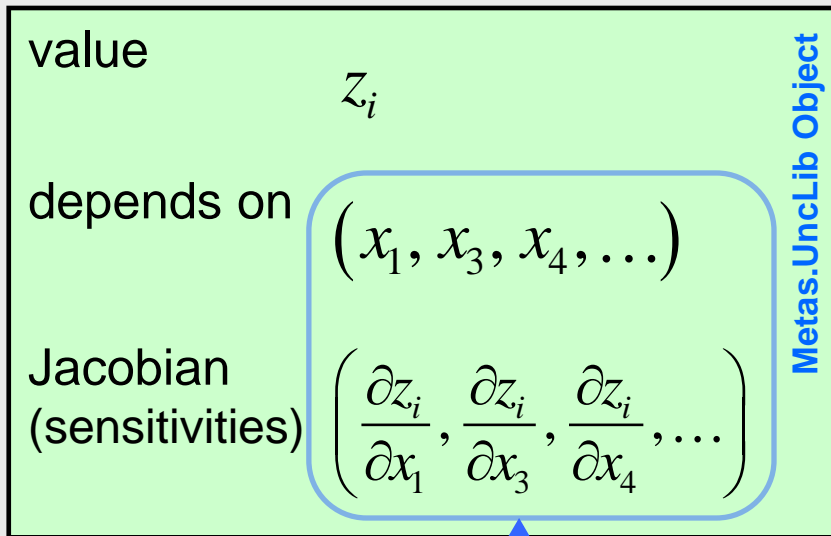 value
z_i
depends on
(x_1, x_3, x_4, …)
Jacobian
(sensitivities)
(∂z_i/∂x_1, ∂z_i/∂x_3, ∂z_i/∂x_4, …)
Metas.UncLib Object